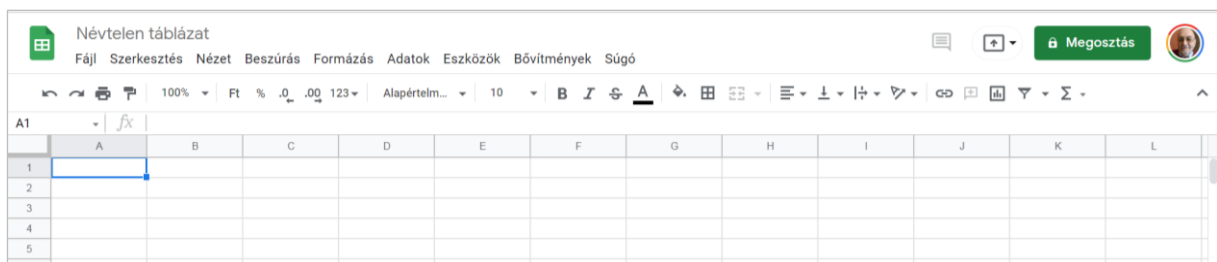 Névtelen táblázat
Fájl Szerkesztés Nézet Beszúrás Formázás Adatok Eszközök Bővítmények Súgó
Megosztás
100% Ft % .0 .00 123 Alapértelm... 10 B I S A
A1 fx
A B C D E F G H I J K L
1
2
3
4
5